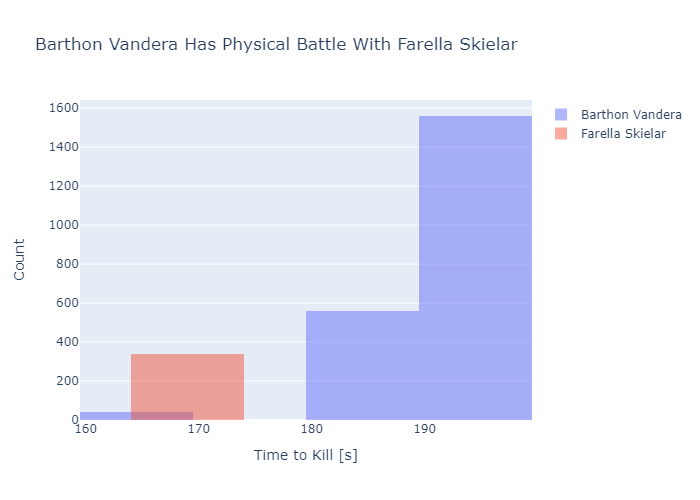 Barthon Vandera Has Physical Battle With Farella Skielar
Barthon Vandera
Farella Skielar
1600
1400
1200
1000
800
600
400
200
0
Count
160
170
180
190
Time to Kill [s]